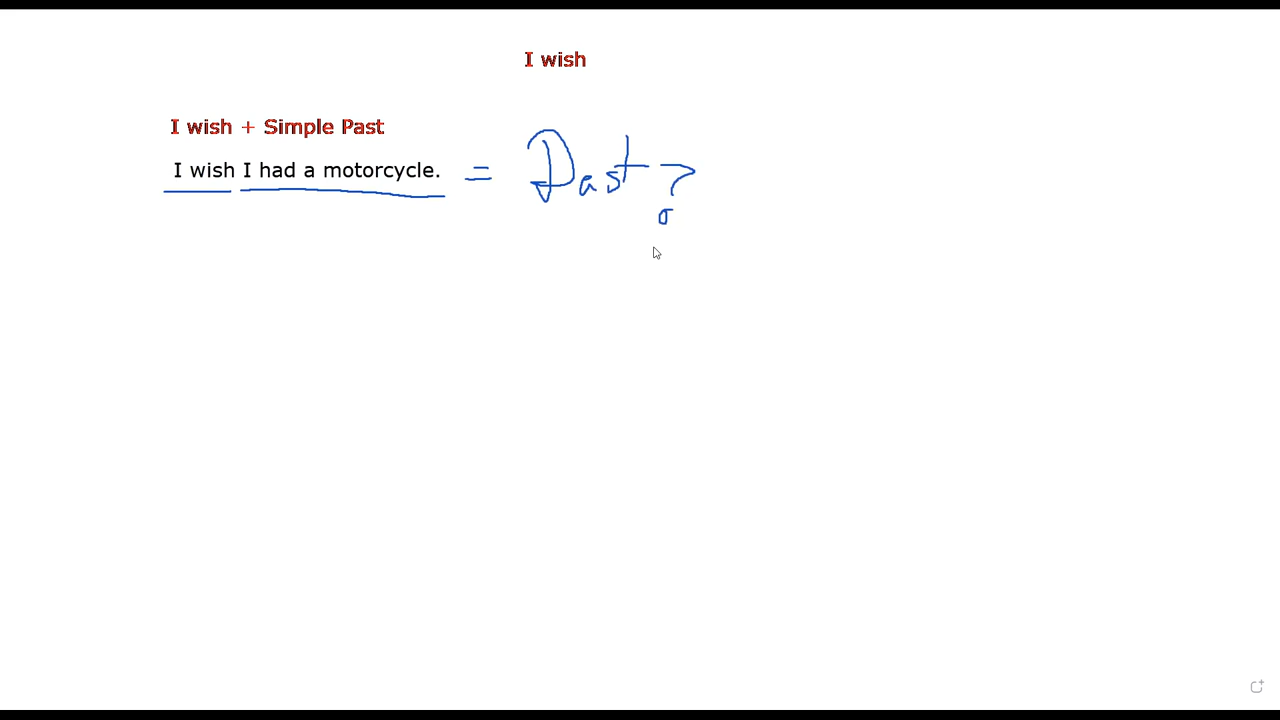 I wish
I wish + Simple Past
I wish I had a motorcycle. = Past ?